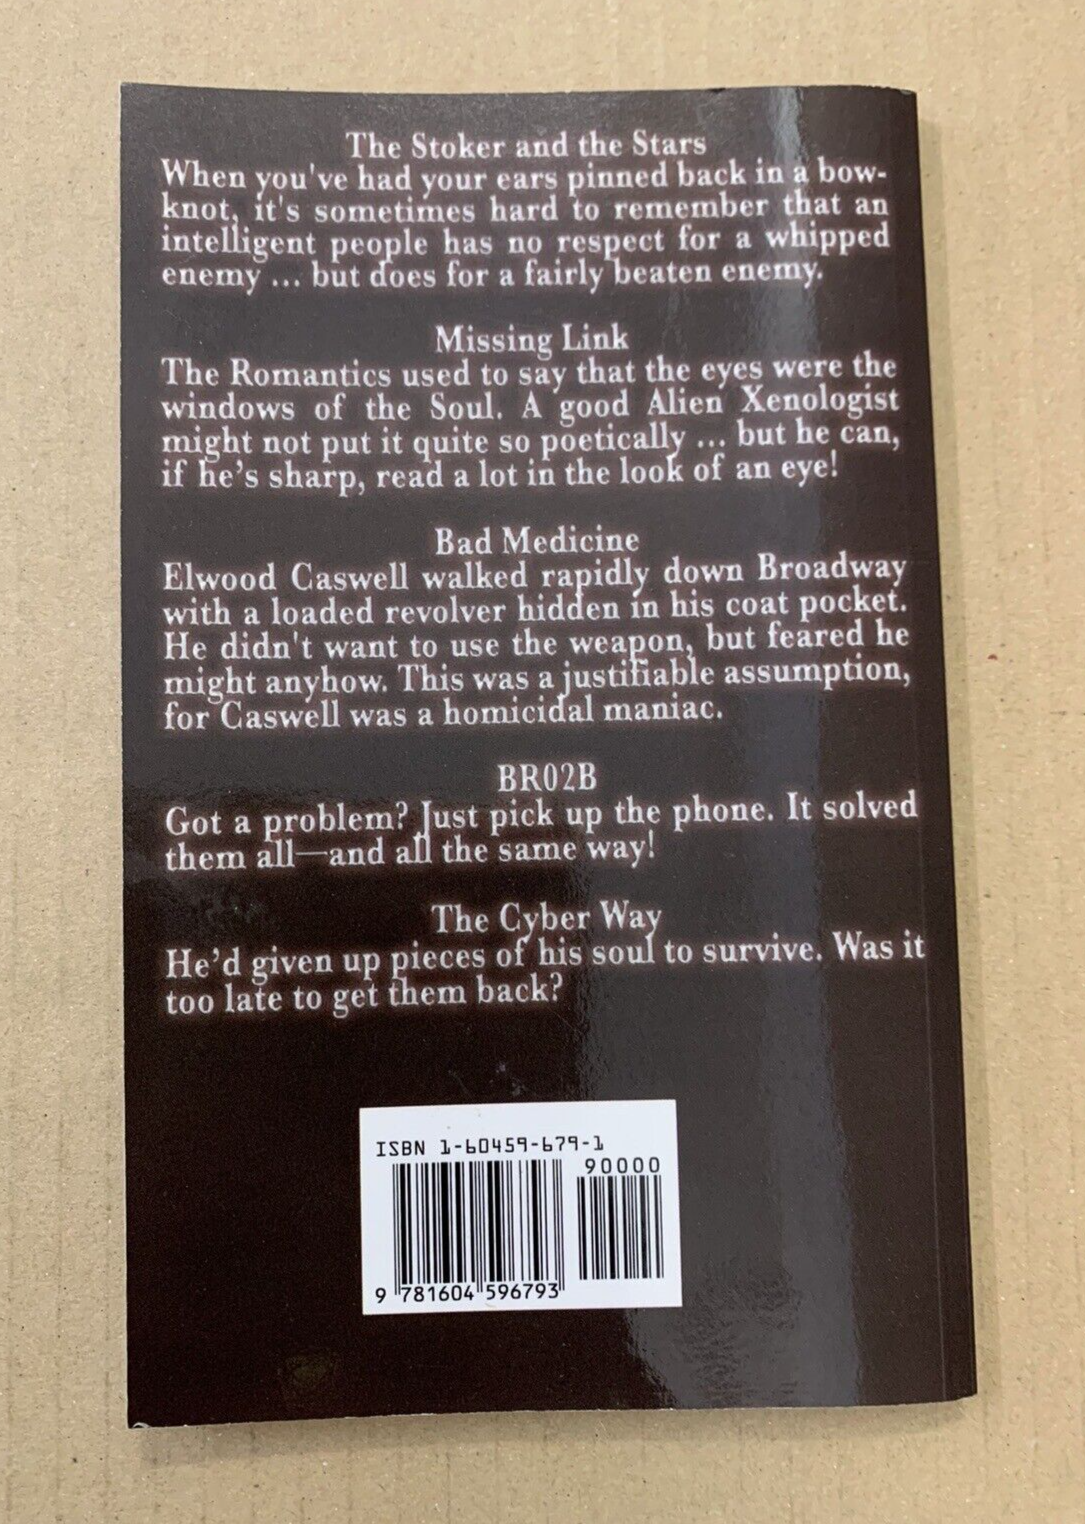 The Stoker and the Stars
When you've had your ears pinned back in a bow-
knot, it's sometimes hard to remember that an
intelligent people has no respect for a whipped
enemy ... but does for a fairly beaten enemy.
Missing Link
The Romantics used to say that the eyes were the
windows of the Soul. A good Alien Xenologist
might not put it quite so poetically ... but he can,
if he's sharp, read a lot in the look of an eye!
Bad Medicine
Elwood Caswell walked rapidly down Broadway
with a loaded revolver hidden in his coat pocket.
He didn't want to use the weapon, but feared he
might anyhow. This was a justifiable assumption,
for Caswell was a homicidal maniac.
BR02B
Got a problem? Just pick up the phone. It solved
them all—and all the same way!
The Cyber Way
He'd given up pieces of his soul to survive. Was it
too late to get them back?
ISBN 1-60459-679-1
90000
9 781604 596793